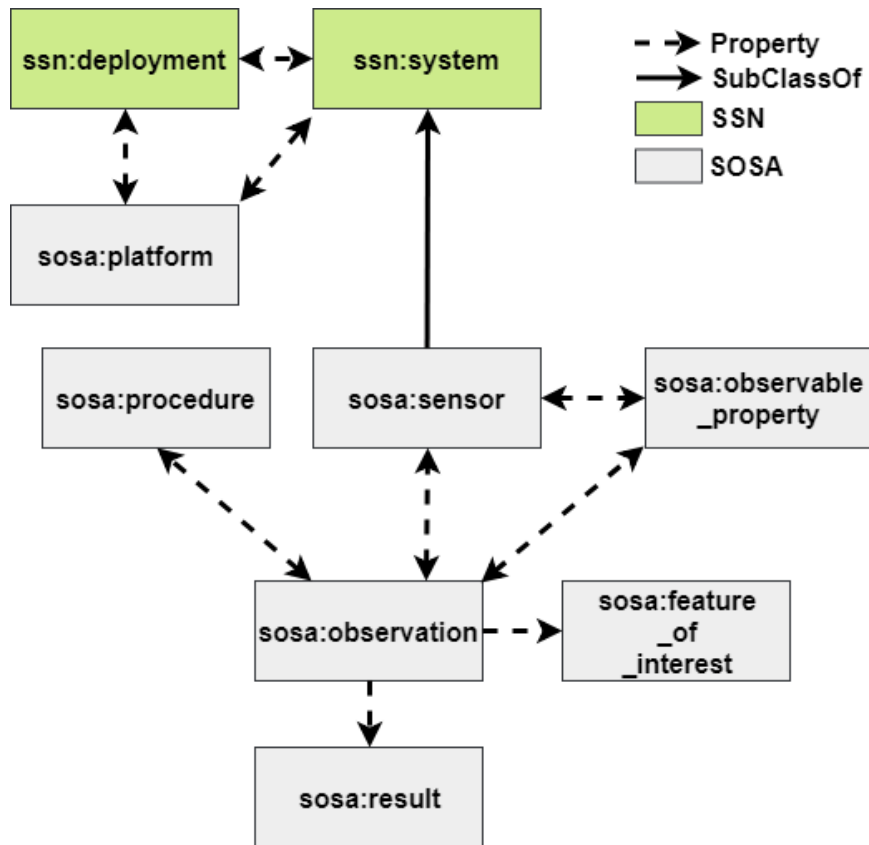 ssn:deployment
ssn:system
Property
SubClassOf
SSN
SOSA
sosa:platform
sosa:procedure
sosa:sensor
sosa:observable
_property
sosa:observation
sosa:feature
_of
_interest
sosa:result